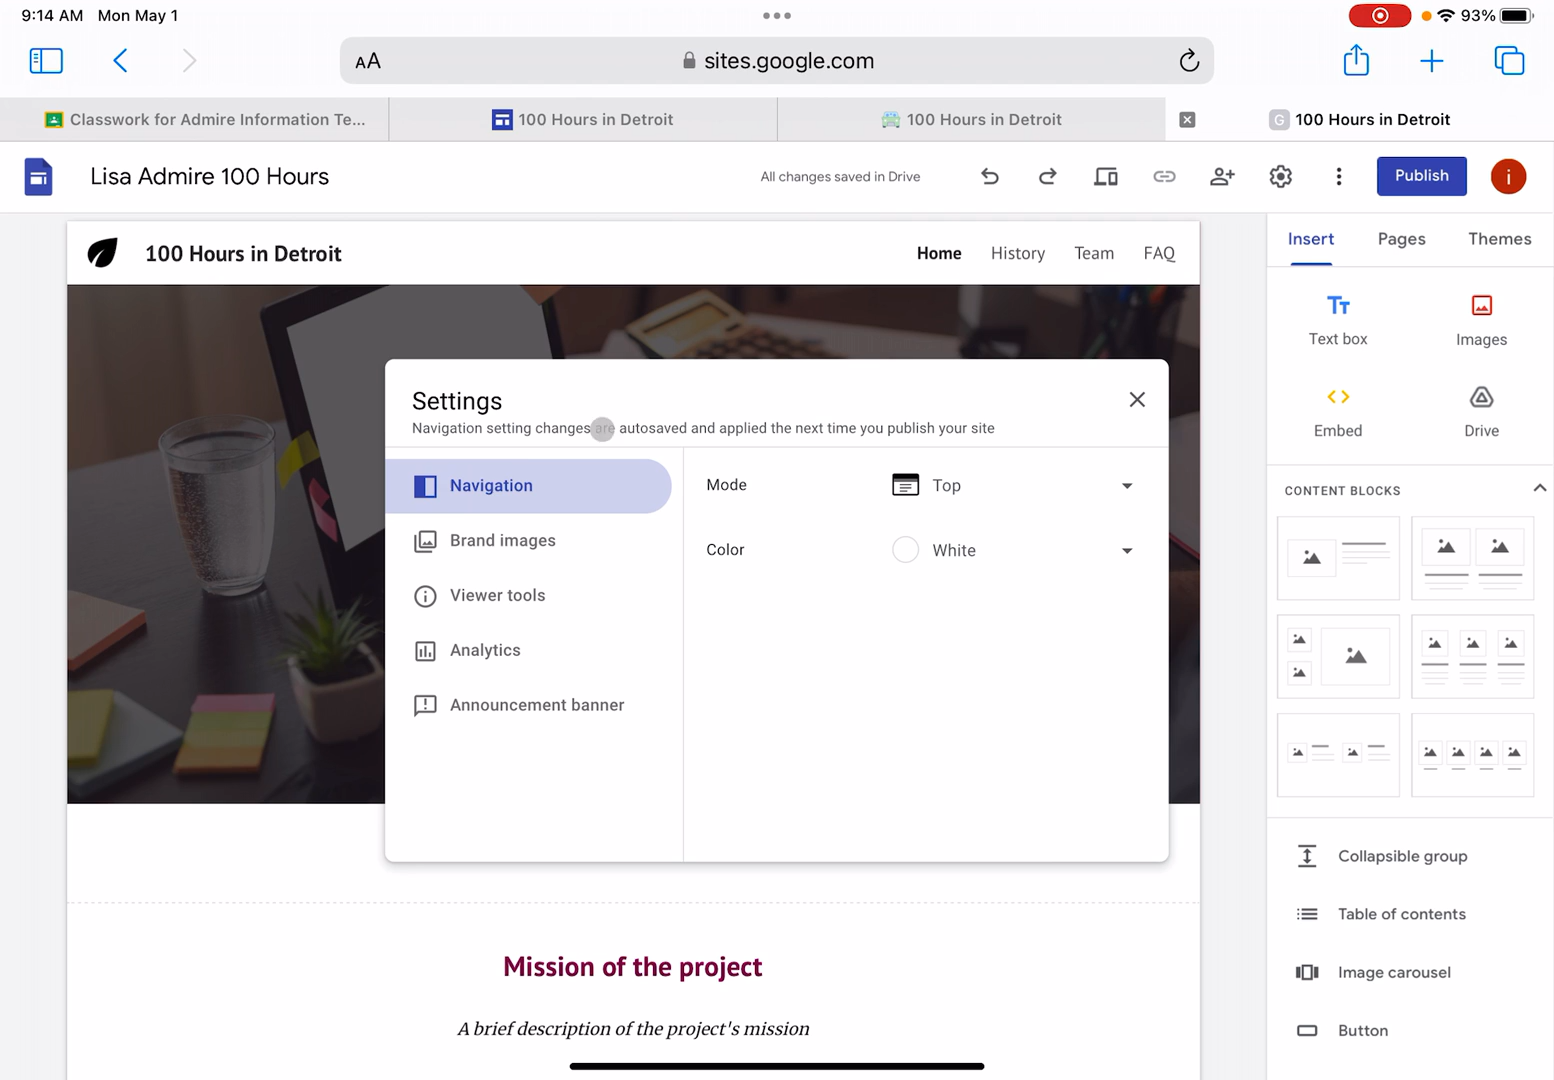 9:14 AM Mon May 1
93%
AA
sites.google.com
Classwork for Admire Information Te...
100 Hours in Detroit
100 Hours in Detroit
G 100 Hours in Detroit
Lisa Admire 100 Hours
All changes saved in Drive
Publish
i
100 Hours in Detroit
Home
History
Team
FAQ
Insert
Pages
Themes
Tт
Text box
Images
Embed
Drive
CONTENT BLOCKS
Settings
Navigation setting changes are autosaved and applied the next time you publish your site
Navigation
Brand images
Viewer tools
Analytics
Announcement banner
Mode
Top
Color
White
Collapsible group
Table of contents
Image carousel
Button
Mission of the project
A brief description of the project's mission